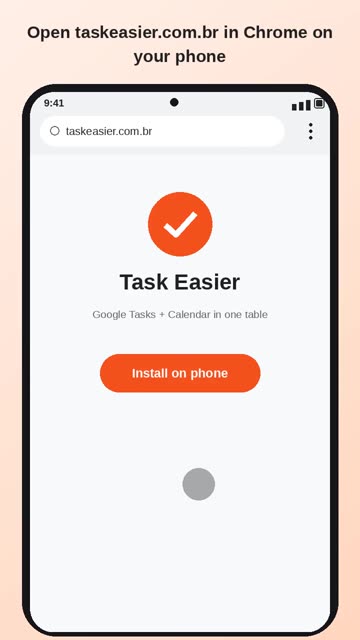 Open taskeasier.com.br in Chrome on
your phone
9:41
taskeasier.com.br
Task Easier
Google Tasks + Calendar in one table
Install on phone